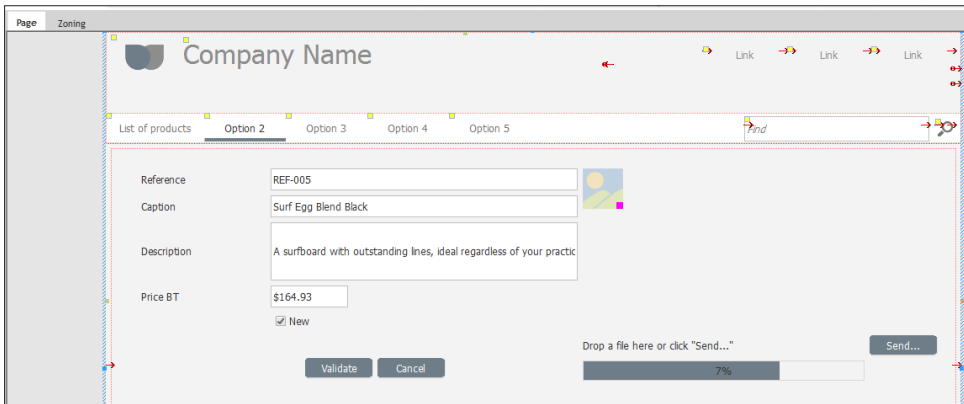 Page Zoning
Company Name
Link Link Link
List of products Option 2 Option 3 Option 4 Option 5 Find
Reference REF-005
Caption Surf Egg Blend Black
Description A surfboard with outstanding lines, ideal regardless of your practic
Price BT $164.93
New
Drop a file here or click "Send..." Send...
Validate Cancel 7%